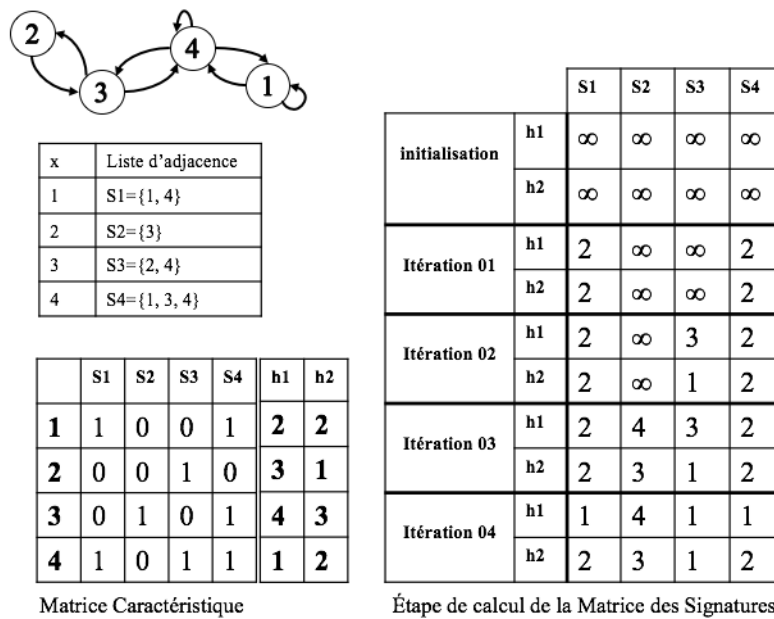 2
3
4
1
x Liste d'adjacence
1 S1={1, 4}
2 S2={3}
3 S3={2, 4}
4 S4={1, 3, 4}
S1 S2 S3 S4 h1 h2
1 1 0 0 1 2 2
2 0 0 1 0 3 1
3 0 1 0 1 4 3
4 1 0 1 1 1 2
Matrice Caractéristique
S1 S2 S3 S4
initialisation
h1 ∞ ∞ ∞ ∞
h2 ∞ ∞ ∞ ∞
Itération 01
h1 2 ∞ ∞ 2
h2 2 ∞ ∞ 2
Itération 02
h1 2 ∞ 3 2
h2 2 ∞ 1 2
Itération 03
h1 2 4 3 2
h2 2 3 1 2
Itération 04
h1 1 4 1 1
h2 2 3 1 2
Étape de calcul de la Matrice des Signatures